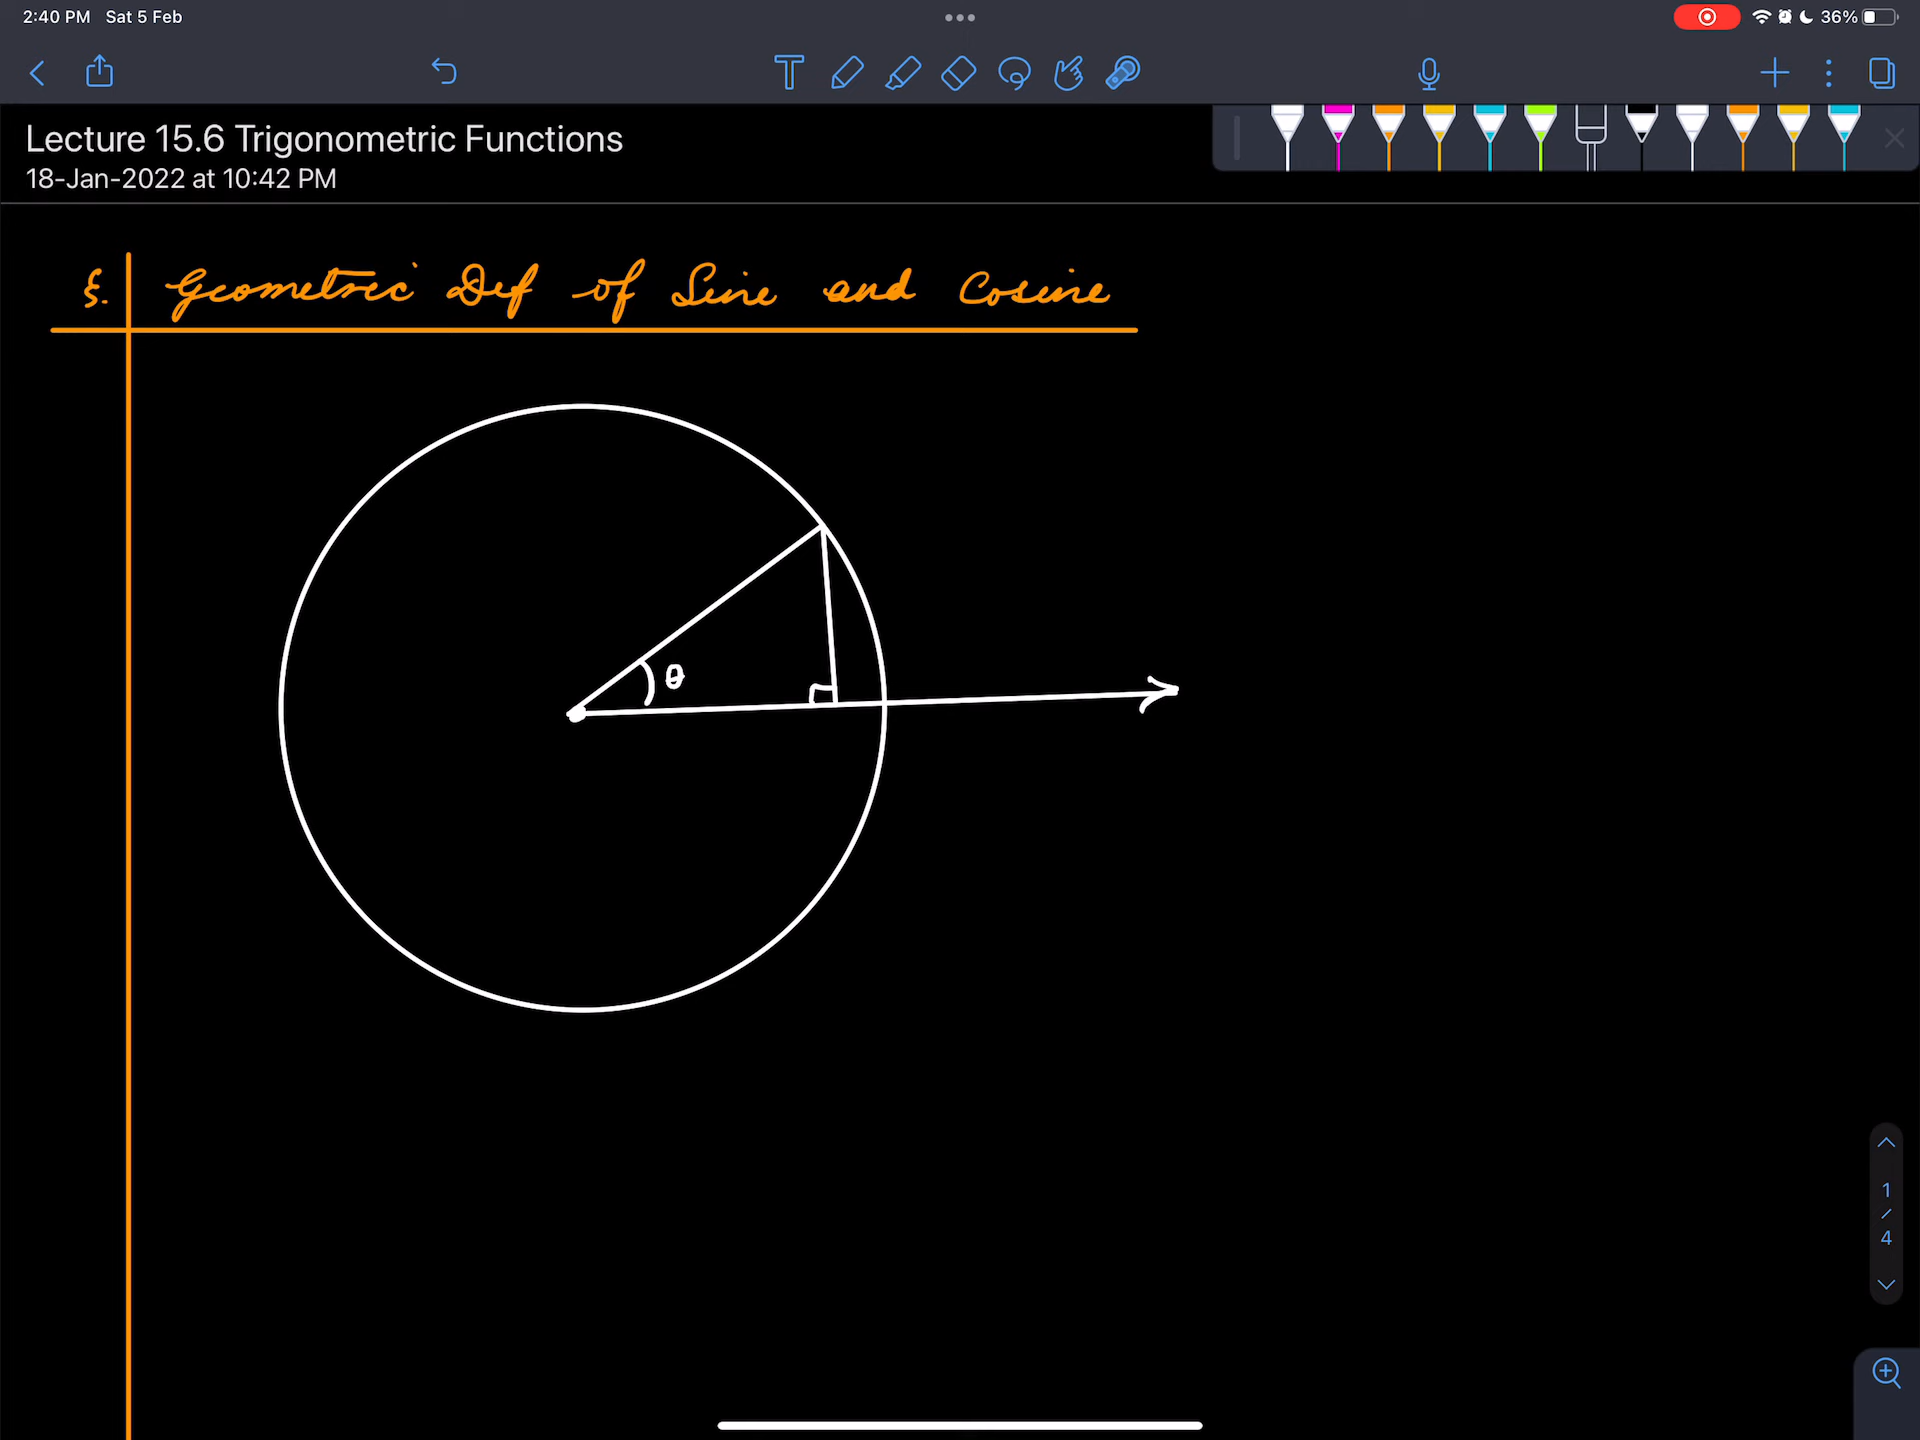 2:40 PM Sat 5 Feb
36%
Lecture 15.6 Trigonometric Functions
18-Jan-2022 at 10:42 PM
§. Geometric Def of Sine and Cosine
θ
1
/
4